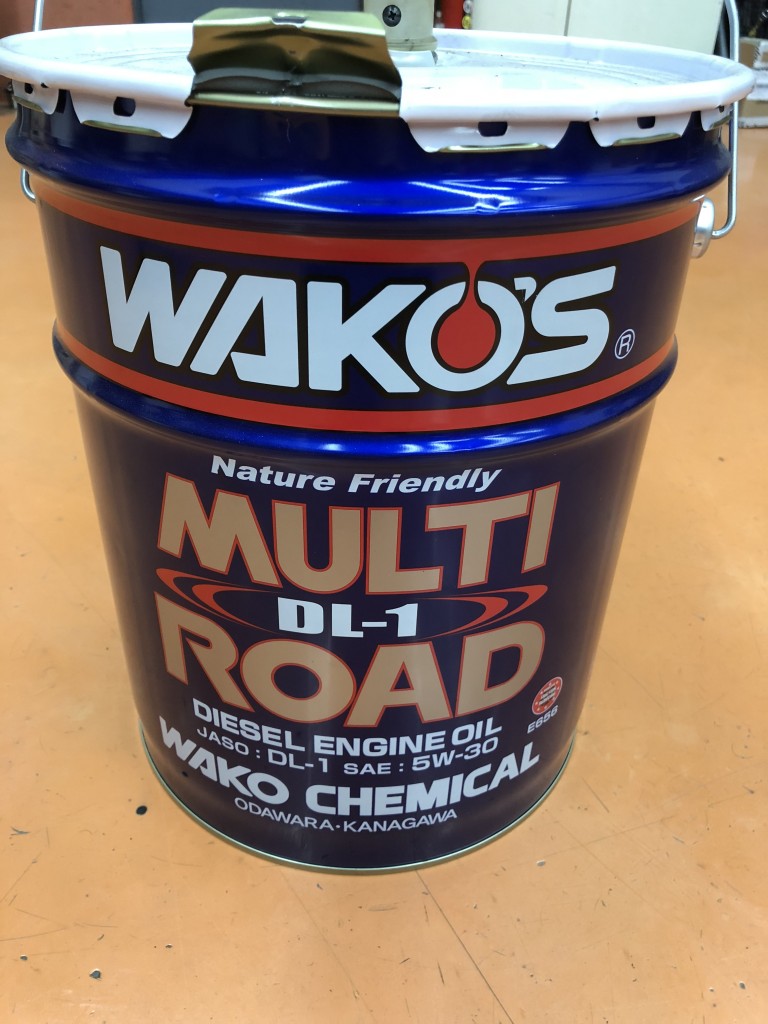 WAKO'S ®
Nature Friendly
MULTI
DL-1
ROAD
DIESEL ENGINE OIL
JASO : DL-1 SAE : 5W-30
E656
WAKO CHEMICAL
ODAWARA·KANAGAWA